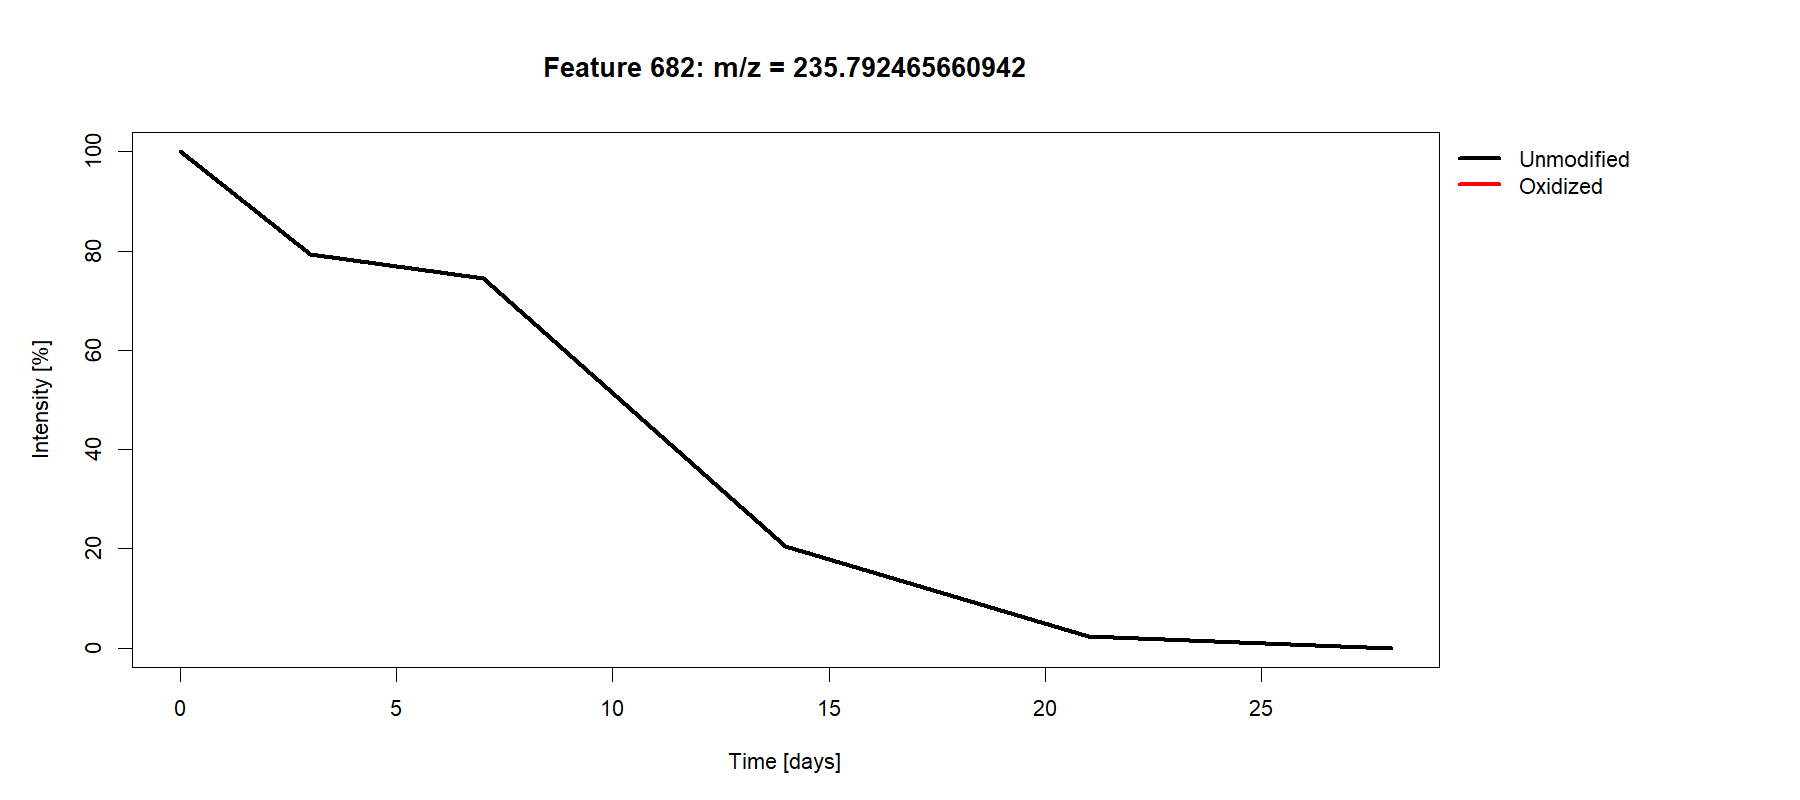 Feature 682: m/z = 235.792465660942
100
80
60
40
20
0
Intensity [%]
0 5 10 15 20 25
Time [days]
Unmodified
Oxidized